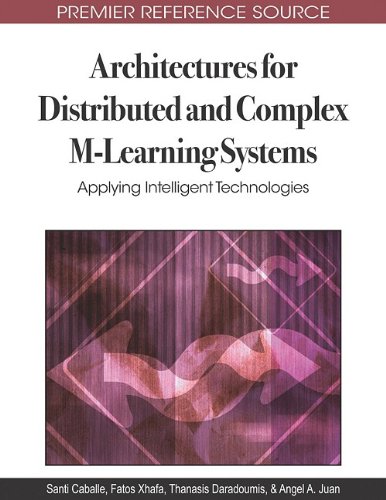 PREMIER REFERENCE SOURCE
Architectures for
Distributed and Complex
M-Learning Systems
Applying Intelligent Technologies
Santi Caballe, Fatos Xhafa, Thanasis Daradoumis, & Angel A. Juan